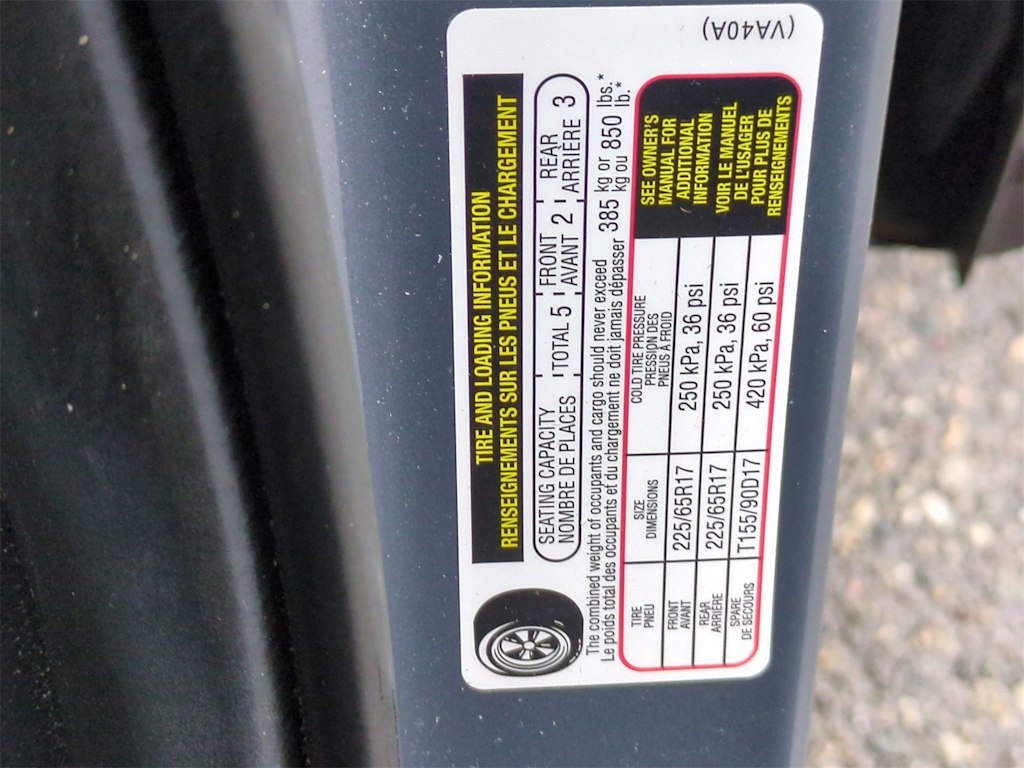 TIRE AND LOADING INFORMATION
RENSEIGNEMENTS SUR LES PNEUS ET LE CHARGEMENT
SEATING CAPACITY
NOMBRE DE PLACES
TOTAL 5
FRONT
AVANT 2
REAR
ARRIÈRE 3
The combined weight of occupants and cargo should never exceed 385 kg or 850 lbs.*
Le poids total des occupants et du chargement ne doit jamais dépasser 385 kg ou 850 lb.*
TIRE
PNEU
SIZE
DIMENSIONS
COLD TIRE PRESSURE
PRESSION DES
PNEUS À FROID
FRONT
AVANT
225/65R17
250 kPa, 36 psi
REAR
ARRIÈRE
225/65R17
250 kPa, 36 psi
SPARE
DE SECOURS
T155/90D17
420 kPa, 60 psi
SEE OWNER'S
MANUAL FOR
ADDITIONAL
INFORMATION
VOIR LE MANUEL
DE L'USAGER
POUR PLUS DE
RENSEIGNEMENTS
(VA40A)